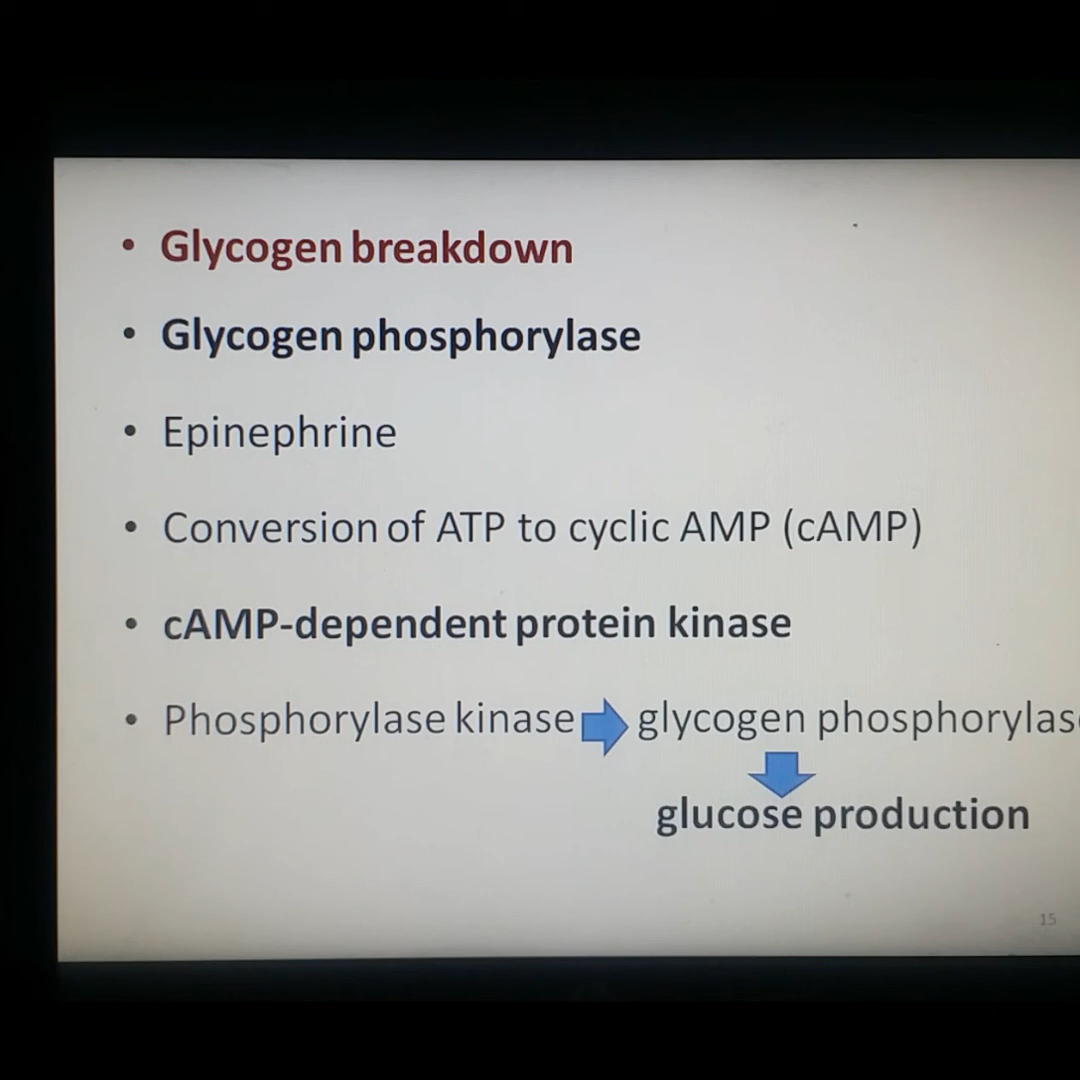 • Glycogen breakdown
• Glycogen phosphorylase
• Epinephrine
• Conversion of ATP to cyclic AMP (cAMP)
• cAMP-dependent protein kinase
• Phosphorylase kinase glycogen phosphorylase
glucose production
15